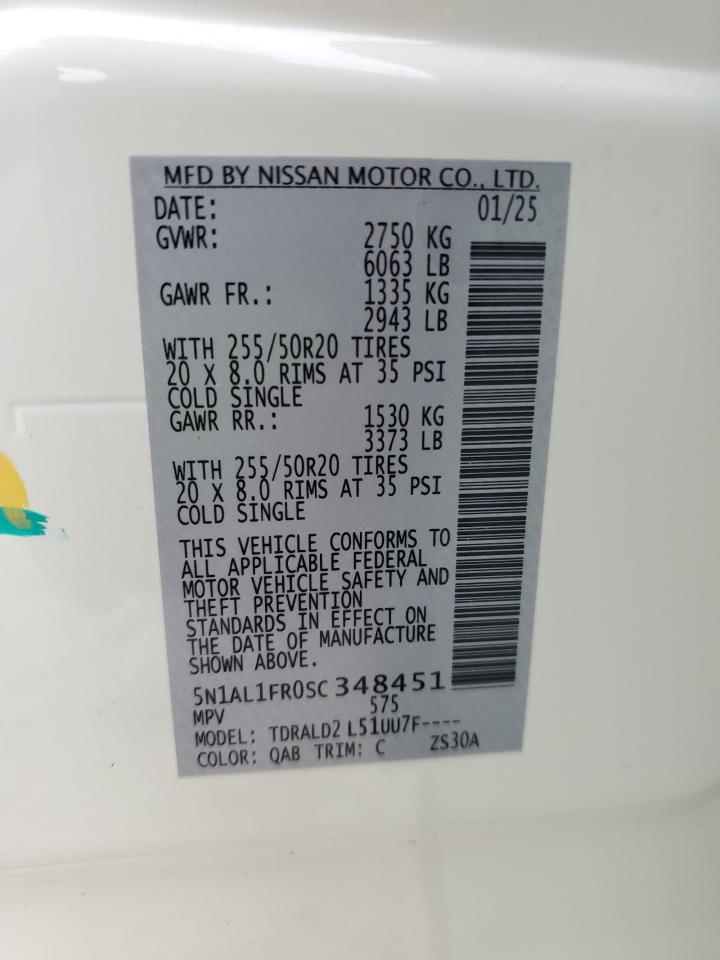 MFD BY NISSAN MOTOR CO., LTD.
DATE: 01/25
GVWR: 2750 KG
6063 LB
GAWR FR.: 1335 KG
2943 LB
WITH 255/50R20 TIRES
20 X 8.0 RIMS AT 35 PSI
COLD SINGLE
GAWR RR.: 1530 KG
3373 LB
WITH 255/50R20 TIRES
20 X 8.0 RIMS AT 35 PSI
COLD SINGLE
THIS VEHICLE CONFORMS TO
ALL APPLICABLE FEDERAL
MOTOR VEHICLE SAFETY AND
THEFT PREVENTION
STANDARDS IN EFFECT ON
THE DATE OF MANUFACTURE
SHOWN ABOVE.
5N1AL1FR0SC348451
MPV 575
MODEL: TDRALD2 L51UU7F----
COLOR: QAB TRIM: C ZS30A